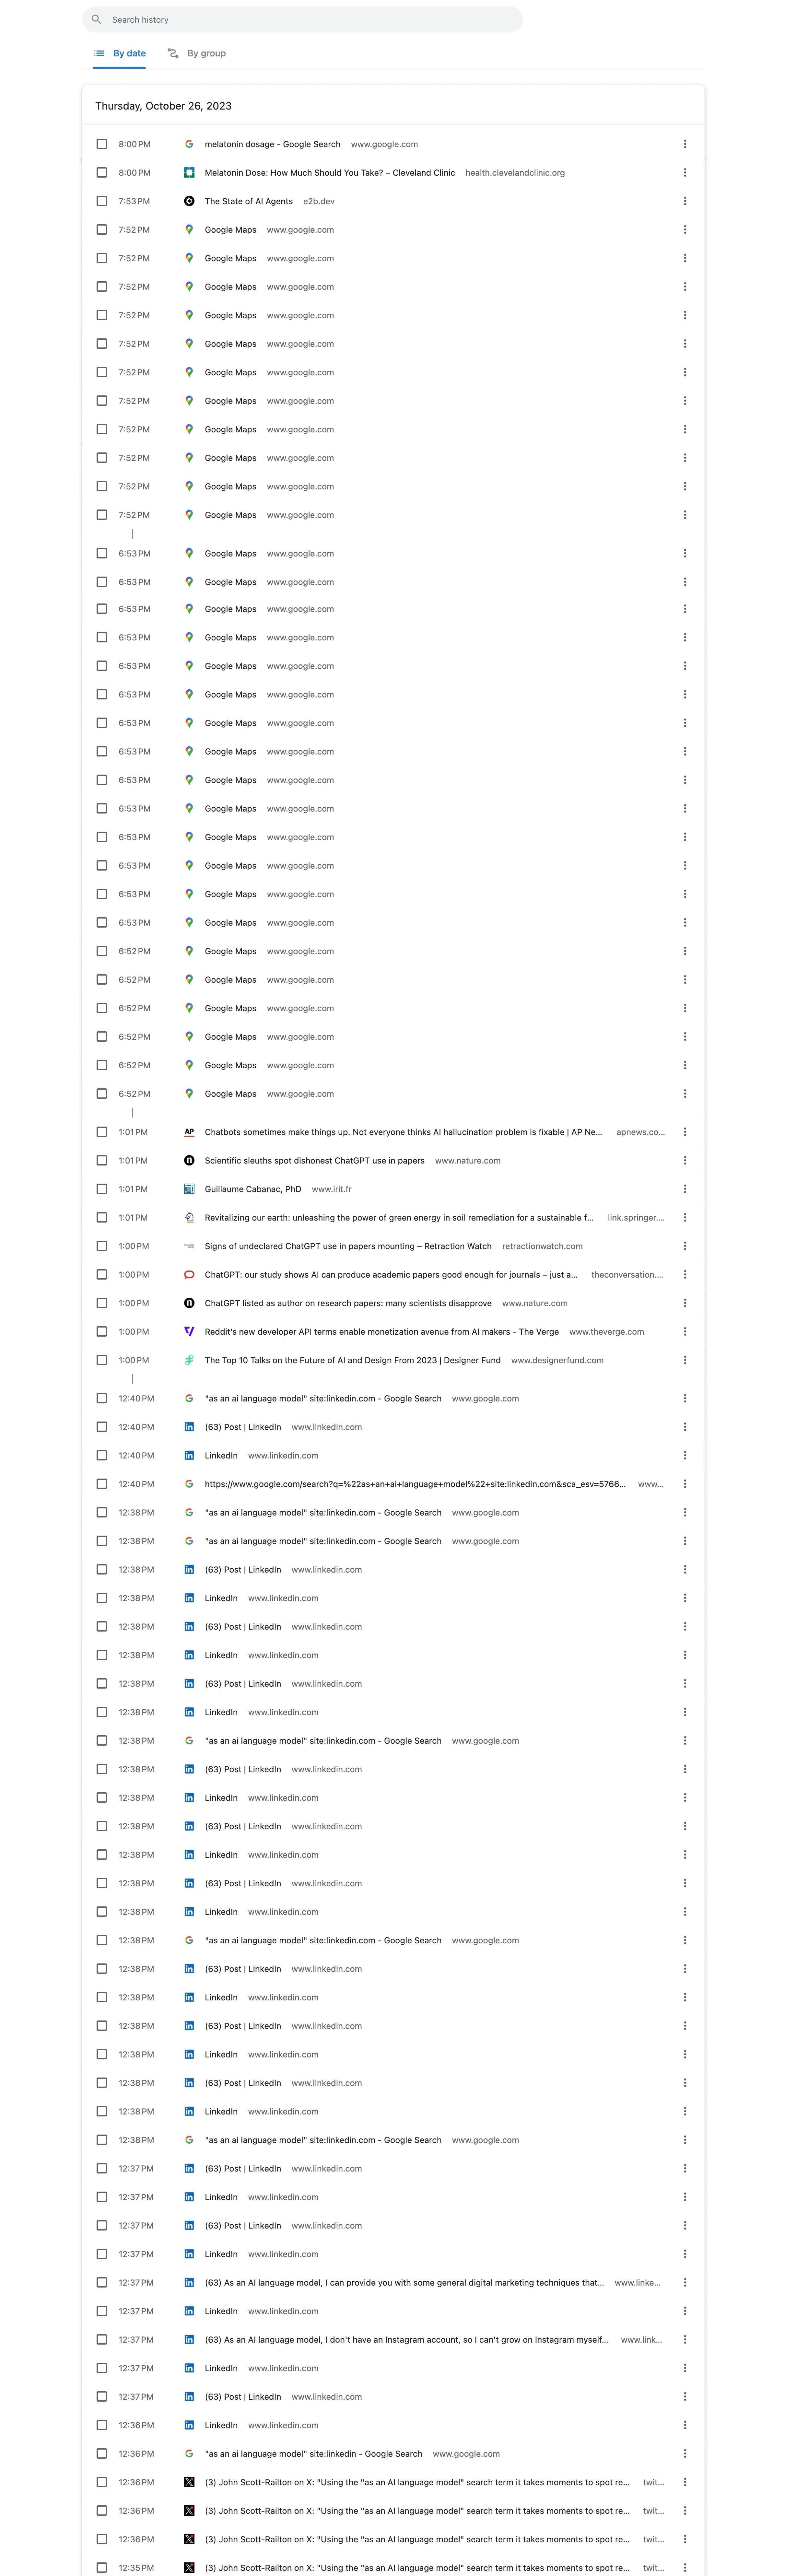 Search history
By date By group
Thursday, October 26, 2023
8:00 PM melatonin dosage - Google Search www.google.com
8:00 PM Melatonin Dose: How Much Should You Take? – Cleveland Clinic health.clevelandclinic.org
7:53 PM The State of AI Agents e2b.dev
7:52 PM Google Maps www.google.com
7:52 PM Google Maps www.google.com
7:52 PM Google Maps www.google.com
7:52 PM Google Maps www.google.com
7:52 PM Google Maps www.google.com
7:52 PM Google Maps www.google.com
7:52 PM Google Maps www.google.com
7:52 PM Google Maps www.google.com
7:52 PM Google Maps www.google.com
7:52 PM Google Maps www.google.com
7:52 PM Google Maps www.google.com
6:53 PM Google Maps www.google.com
6:53 PM Google Maps www.google.com
6:53 PM Google Maps www.google.com
6:53 PM Google Maps www.google.com
6:53 PM Google Maps www.google.com
6:53 PM Google Maps www.google.com
6:53 PM Google Maps www.google.com
6:53 PM Google Maps www.google.com
6:53 PM Google Maps www.google.com
6:53 PM Google Maps www.google.com
6:53 PM Google Maps www.google.com
6:53 PM Google Maps www.google.com
6:53 PM Google Maps www.google.com
6:53 PM Google Maps www.google.com
6:52 PM Google Maps www.google.com
6:52 PM Google Maps www.google.com
6:52 PM Google Maps www.google.com
6:52 PM Google Maps www.google.com
6:52 PM Google Maps www.google.com
6:52 PM Google Maps www.google.com
1:01 PM AP Chatbots sometimes make things up. Not everyone thinks AI hallucination problem is fixable | AP Ne... apnews.co...
1:01 PM Scientific sleuths spot dishonest ChatGPT use in papers www.nature.com
1:01 PM Guillaume Cabanac, PhD www.irit.fr
1:01 PM Revitalizing our earth: unleashing the power of green energy in soil remediation for a sustainable f... link.springer....
1:00 PM Signs of undeclared ChatGPT use in papers mounting – Retraction Watch retractionwatch.com
1:00 PM ChatGPT: our study shows AI can produce academic papers good enough for journals – just a... theconversation....
1:00 PM ChatGPT listed as author on research papers: many scientists disapprove www.nature.com
1:00 PM Reddit's new developer API terms enable monetization avenue from AI makers - The Verge www.theverge.com
1:00 PM The Top 10 Talks on the Future of AI and Design From 2023 | Designer Fund www.designerfund.com
12:40 PM "as an ai language model" site:linkedin.com - Google Search www.google.com
12:40 PM (63) Post | LinkedIn www.linkedin.com
12:40 PM LinkedIn www.linkedin.com
12:40 PM https://www.google.com/search?q=%22as+an+ai+language+model%22+site:linkedin.com&sca_esv=5766... www...
12:38 PM "as an ai language model" site:linkedin.com - Google Search www.google.com
12:38 PM "as an ai language model" site:linkedin.com - Google Search www.google.com
12:38 PM (63) Post | LinkedIn www.linkedin.com
12:38 PM LinkedIn www.linkedin.com
12:38 PM (63) Post | LinkedIn www.linkedin.com
12:38 PM LinkedIn www.linkedin.com
12:38 PM (63) Post | LinkedIn www.linkedin.com
12:38 PM LinkedIn www.linkedin.com
12:38 PM "as an ai language model" site:linkedin.com - Google Search www.google.com
12:38 PM (63) Post | LinkedIn www.linkedin.com
12:38 PM LinkedIn www.linkedin.com
12:38 PM (63) Post | LinkedIn www.linkedin.com
12:38 PM LinkedIn www.linkedin.com
12:38 PM (63) Post | LinkedIn www.linkedin.com
12:38 PM LinkedIn www.linkedin.com
12:38 PM "as an ai language model" site:linkedin.com - Google Search www.google.com
12:38 PM (63) Post | LinkedIn www.linkedin.com
12:38 PM LinkedIn www.linkedin.com
12:38 PM (63) Post | LinkedIn www.linkedin.com
12:38 PM LinkedIn www.linkedin.com
12:38 PM (63) Post | LinkedIn www.linkedin.com
12:38 PM LinkedIn www.linkedin.com
12:38 PM "as an ai language model" site:linkedin.com - Google Search www.google.com
12:37 PM (63) Post | LinkedIn www.linkedin.com
12:37 PM LinkedIn www.linkedin.com
12:37 PM (63) Post | LinkedIn www.linkedin.com
12:37 PM LinkedIn www.linkedin.com
12:37 PM (63) As an AI language model, I can provide you with some general digital marketing techniques that... www.linke...
12:37 PM LinkedIn www.linkedin.com
12:37 PM (63) As an AI language model, I don't have an Instagram account, so I can't grow on Instagram myself... www.link...
12:37 PM LinkedIn www.linkedin.com
12:37 PM (63) Post | LinkedIn www.linkedin.com
12:36 PM LinkedIn www.linkedin.com
12:36 PM "as an ai language model" site:linkedin - Google Search www.google.com
12:36 PM (3) John Scott-Railton on X: "Using the "as an AI language model" search term it takes moments to spot re... twit...
12:36 PM (3) John Scott-Railton on X: "Using the "as an AI language model" search term it takes moments to spot re... twit...
12:36 PM (3) John Scott-Railton on X: "Using the "as an AI language model" search term it takes moments to spot re... twit...
12:35 PM (3) John Scott-Railton on X: "Using the "as an AI language model" search term it takes moments to spot re... twit...